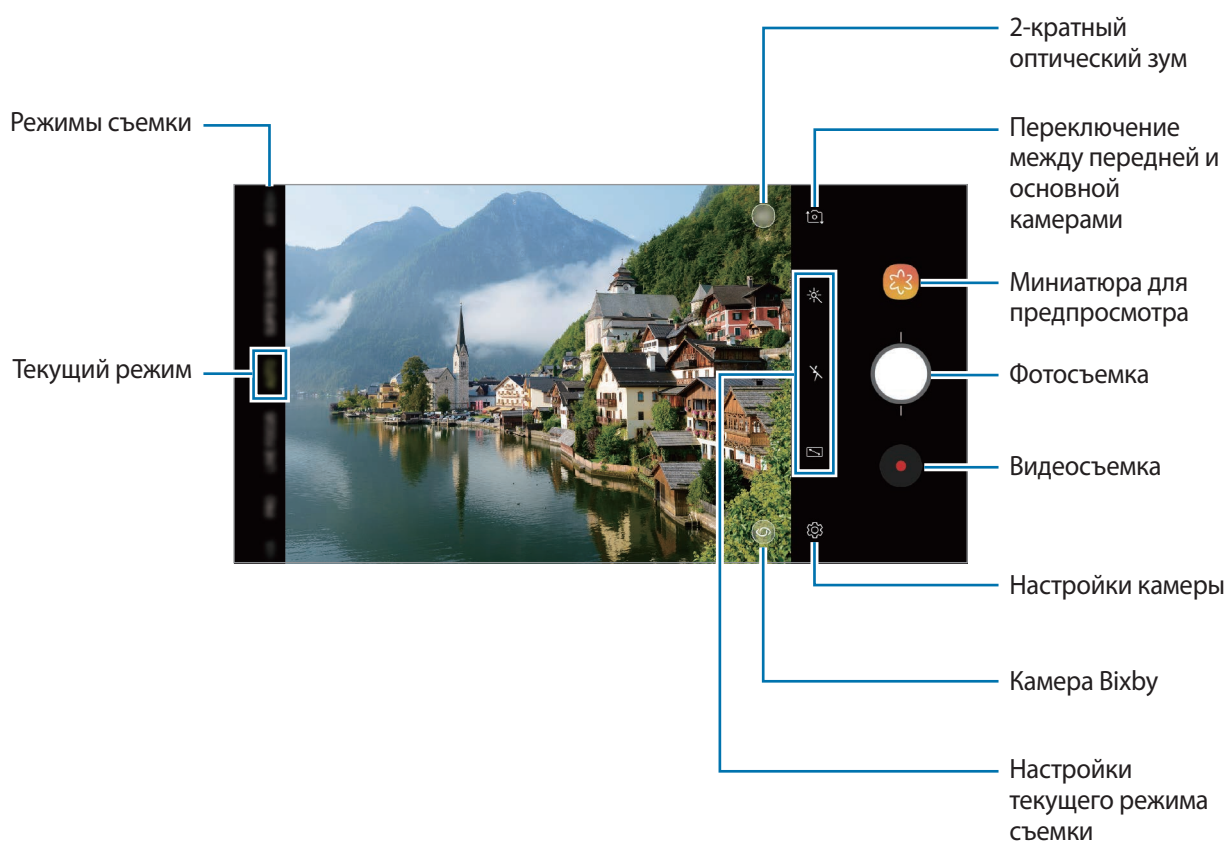 2-кратный
оптический зум
Режимы съемки
Переключение
между передней и
основной
камерами
Миниатюра для
предпросмотра
Текущий режим
Фотосъемка
Видеосъемка
Настройки камеры
Камера Bixby
Настройки
текущего режима
съемки